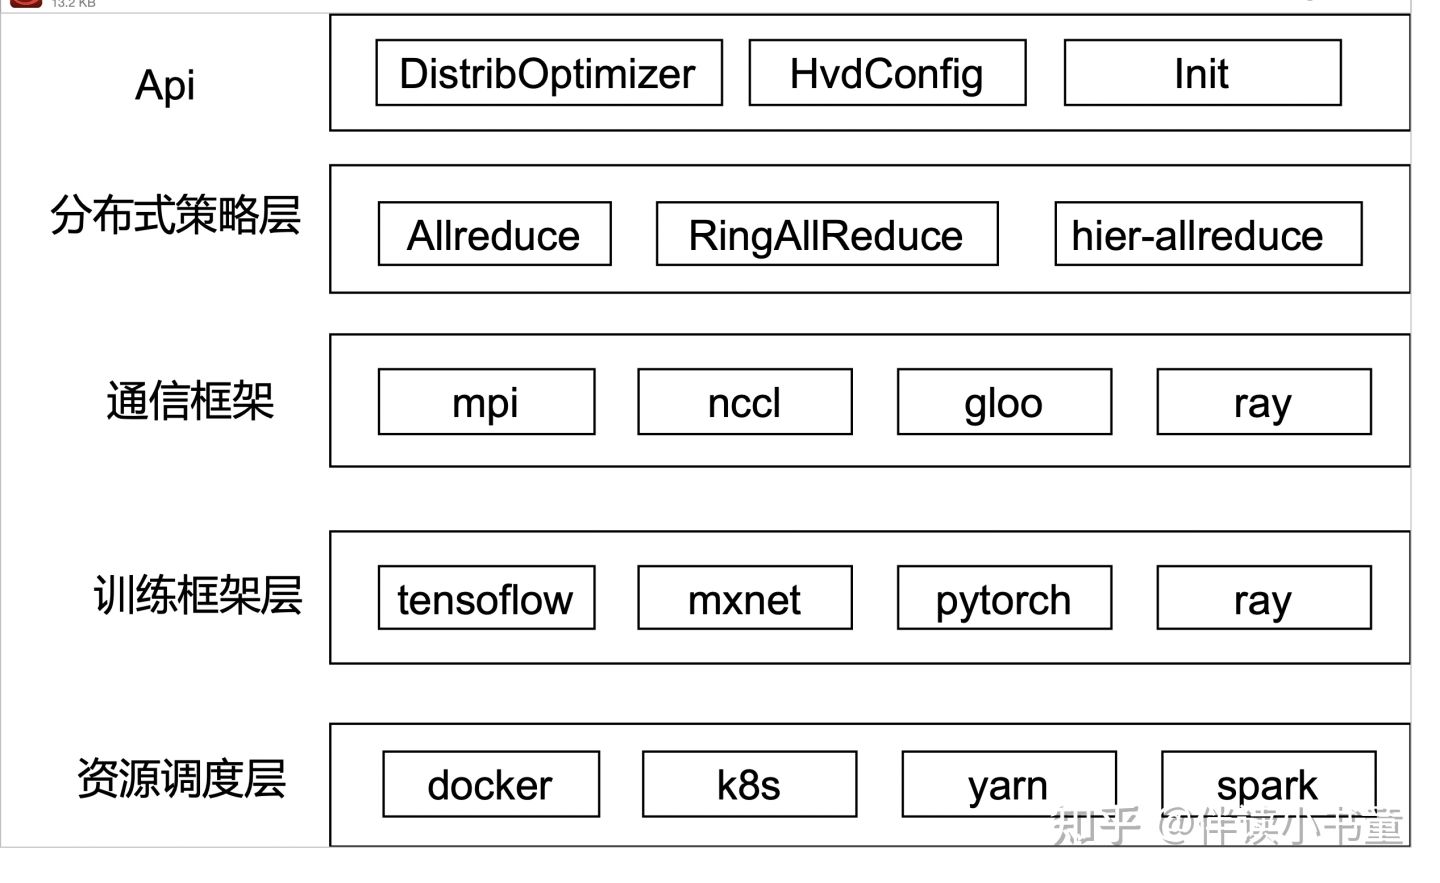 13.2 KB
Api
DistribOptimizer
HvdConfig
Init
分布式策略层
Allreduce
RingAllReduce
hier-allreduce
通信框架
mpi
nccl
gloo
ray
训练框架层
tensoflow
mxnet
pytorch
ray
资源调度层
docker
k8s
yarn
spark
知乎 @伴读小书童